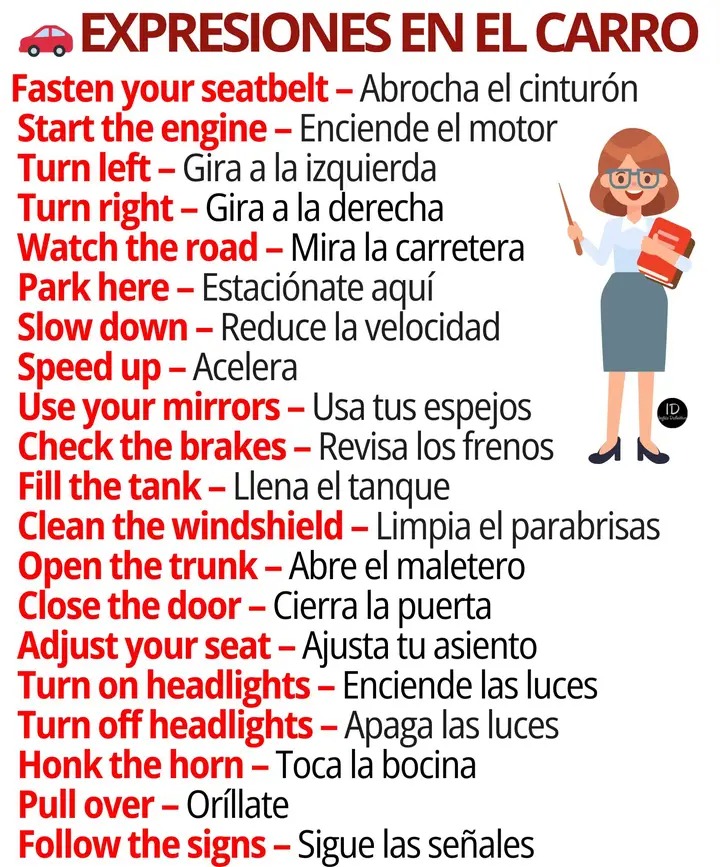 EXPRESIONES EN EL CARRO
Fasten your seatbelt – Abrocha el cinturón
Start the engine – Enciende el motor
Turn left – Gira a la izquierda
Turn right – Gira a la derecha
Watch the road – Mira la carretera
Park here – Estaciónate aquí
Slow down – Reduce la velocidad
Speed up – Acelera
Use your mirrors – Usa tus espejos
Check the brakes – Revisa los frenos
Fill the tank – Llena el tanque
Clean the windshield – Limpia el parabrisas
Open the trunk – Abre el maletero
Close the door – Cierra la puerta
Adjust your seat – Ajusta tu asiento
Turn on headlights – Enciende las luces
Turn off headlights – Apaga las luces
Honk the horn – Toca la bocina
Pull over – Oríllate
Follow the signs – Sigue las señales
ID